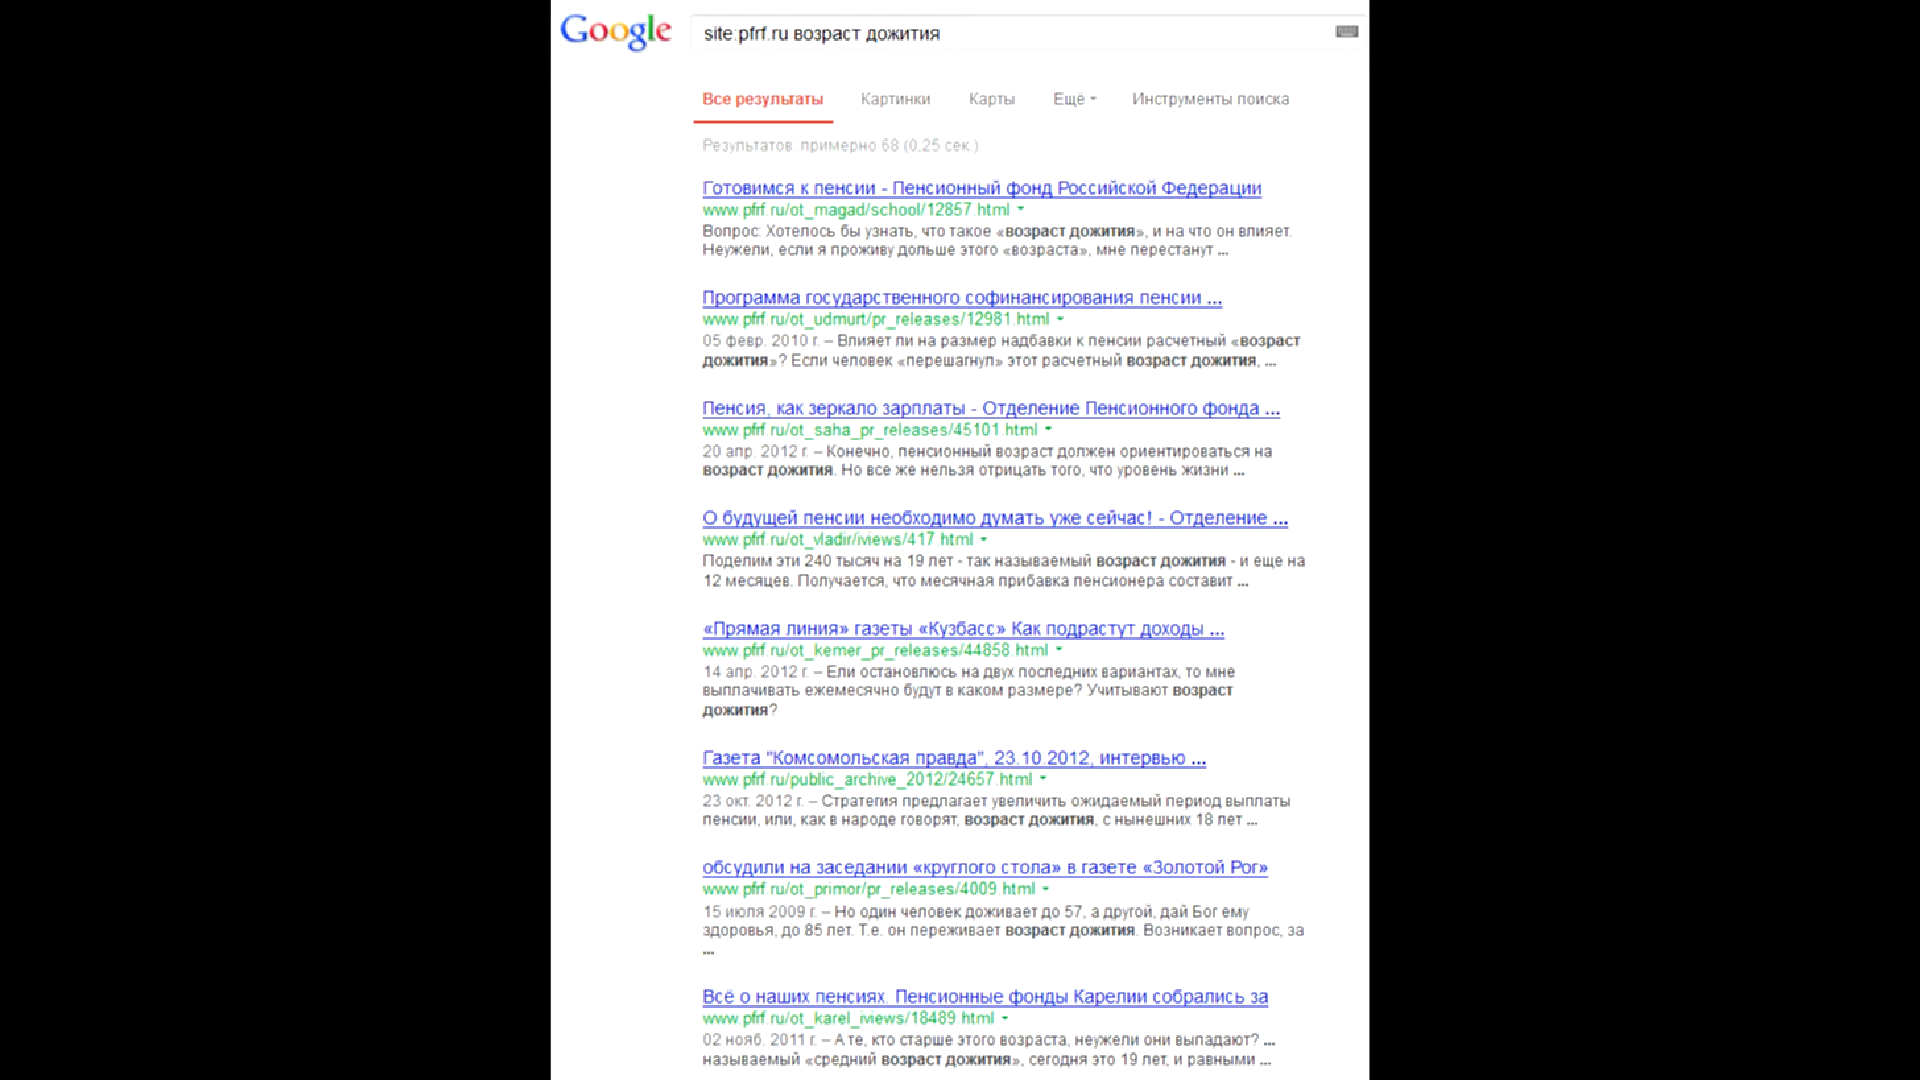 Google
site:pfrf.ru возраст дожития
Все результаты Картинки Карты Ещё Инструменты поиска
Результатов: примерно 68 (0,25 сек.)
Готовимся к пенсии - Пенсионный фонд Российской Федерации
www.pfrf.ru/ot_magad/school/12857.html
Вопрос: Хотелось бы узнать, что такое «возраст дожития», и на что он влияет.
Неужели, если я проживу дольше этого «возраста», мне перестанут ...
Программа государственного софинансирования пенсии ...
www.pfrf.ru/ot_udmurt/pr_releases/12981.html
05 февр. 2010 г. – Влияет ли на размер надбавки к пенсии расчетный «возраст
дожития»? Если человек «перешагнул» этот расчетный возраст дожития, ...
Пенсия, как зеркало зарплаты - Отделение Пенсионного фонда ...
www.pfrf.ru/ot_saha_pr_releases/45101.html
20 апр. 2012 г. – Конечно, пенсионный возраст должен ориентироваться на
возраст дожития. Но все же нельзя отрицать того, что уровень жизни ...
О будущей пенсии необходимо думать уже сейчас! - Отделение ...
www.pfrf.ru/ot_vladir/iviews/417.html
Поделим эти 240 тысяч на 19 лет - так называемый возраст дожития - и еще на
12 месяцев. Получается, что месячная прибавка пенсионера составит ...
«Прямая линия» газеты «Кузбасс» Как подрастут доходы ...
www.pfrf.ru/ot_kemer_pr_releases/44858.html
14 апр. 2012 г. – Ели остановлюсь на двух последних вариантах, то мне
выплачивать ежемесячно будут в каком размере? Учитывают возраст
дожития?
Газета "Комсомольская правда", 23.10.2012, интервью ...
www.pfrf.ru/public_archive_2012/24657.html
23 окт. 2012 г. – Стратегия предлагает увеличить ожидаемый период выплаты
пенсии, или, как в народе говорят, возраст дожития, с нынешних 18 лет ...
обсудили на заседании «круглого стола» в газете «Золотой Рог»
www.pfrf.ru/ot_primor/pr_releases/4009.html
15 июля 2009 г. – Но один человек доживает до 57, а другой, дай Бог ему
здоровья, до 85 лет. Т.е. он переживает возраст дожития. Возникает вопрос, за
...
Всё о наших пенсиях. Пенсионные фонды Карелии собрались за
www.pfrf.ru/ot_karel_iviews/18489.html
02 нояб. 2011 г. – А те, кто старше этого возраста, неужели они выпадают? ...
называемый «средний возраст дожития», сегодня это 19 лет, и равными ...